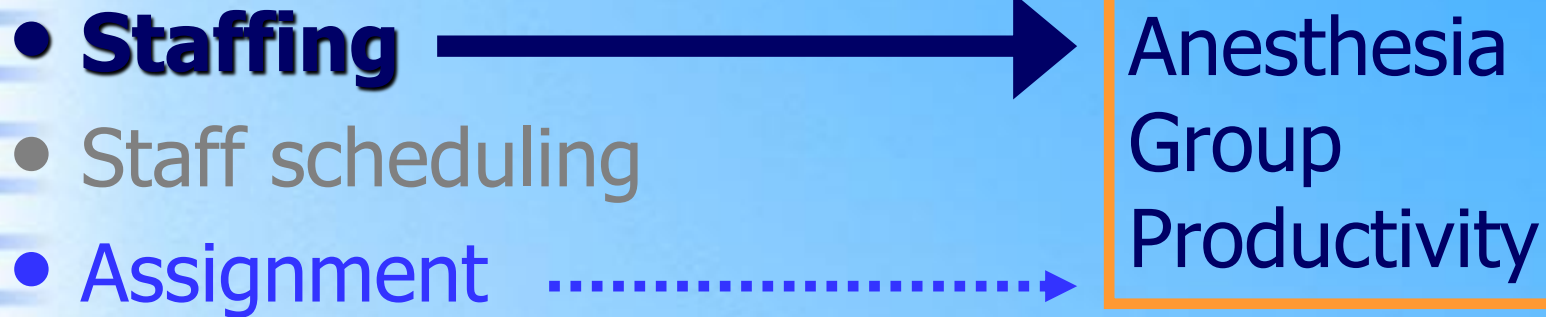 • Staffing
• Staff scheduling
• Assignment
Anesthesia
Group
Productivity